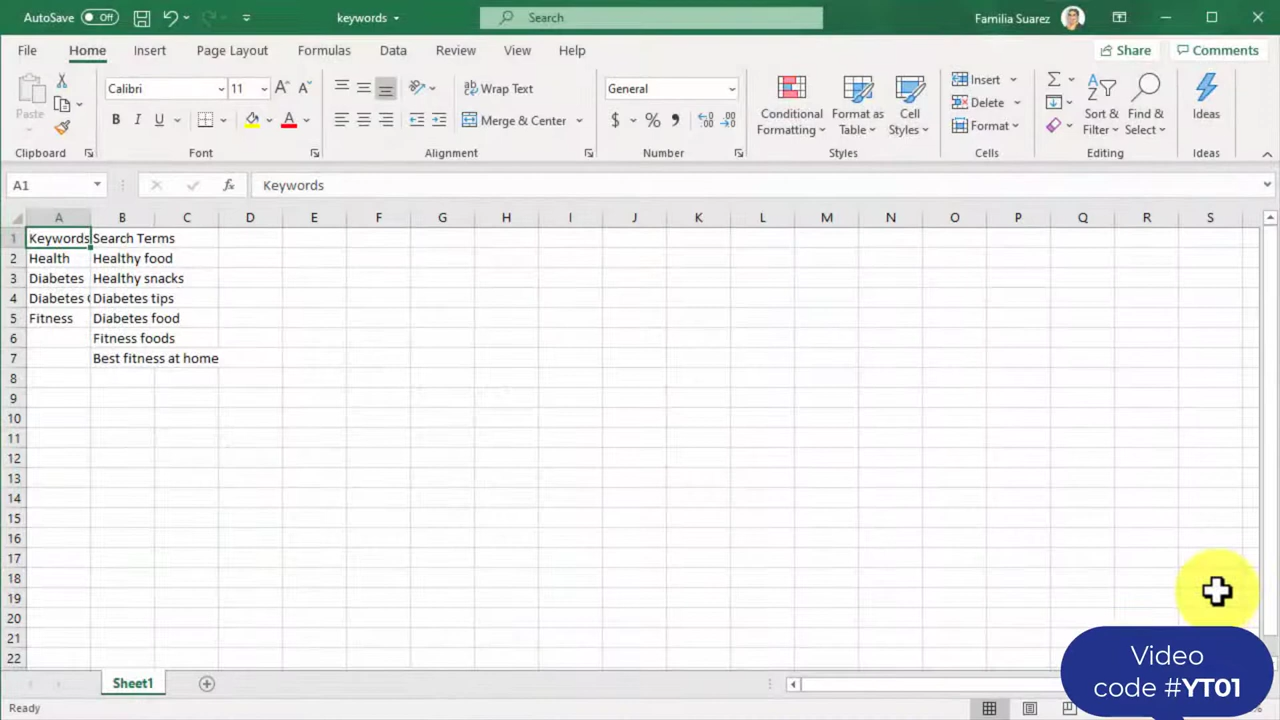 AutoSave Off keywords Search Familia Suarez
File Home Insert Page Layout Formulas Data Review View Help Share Comments
Paste
Calibri 11
B I U A
Wrap Text
Merge & Center
General
$ % ,
Conditional Formatting
Format as Table
Cell Styles
Insert
Delete
Format
Sort & Filter
Find & Select
Ideas
Clipboard Font Alignment Number Styles Cells Editing Ideas
A1 fx Keywords
A B C D E F G H I J K L M N O P Q R S
1 Keywords Search Terms
2 Health Healthy food
3 Diabetes Healthy snacks
4 Diabetes Diabetes tips
5 Fitness Diabetes food
6 Fitness foods
7 Best fitness at home
8
9
10
11
12
13
14
15
16
17
18
19
20
21
22
Sheet1
Ready
Video
code #YT01